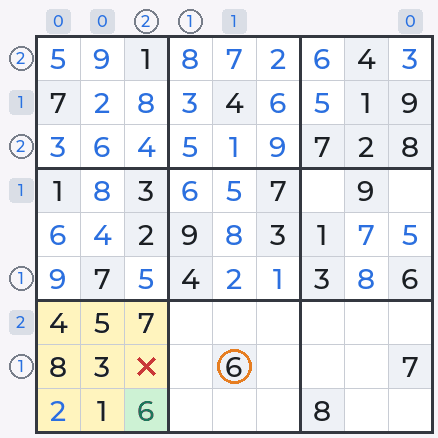 0 0 2 1 1 0
2 5 9 1 8 7 2 6 4 3
1 7 2 8 3 4 6 5 1 9
2 3 6 4 5 1 9 7 2 8
1 1 8 3 6 5 7 9
6 4 2 9 8 3 1 7 5
1 9 7 5 4 2 1 3 8 6
2 4 5 7
1 8 3 × 6 7
2 1 6 8